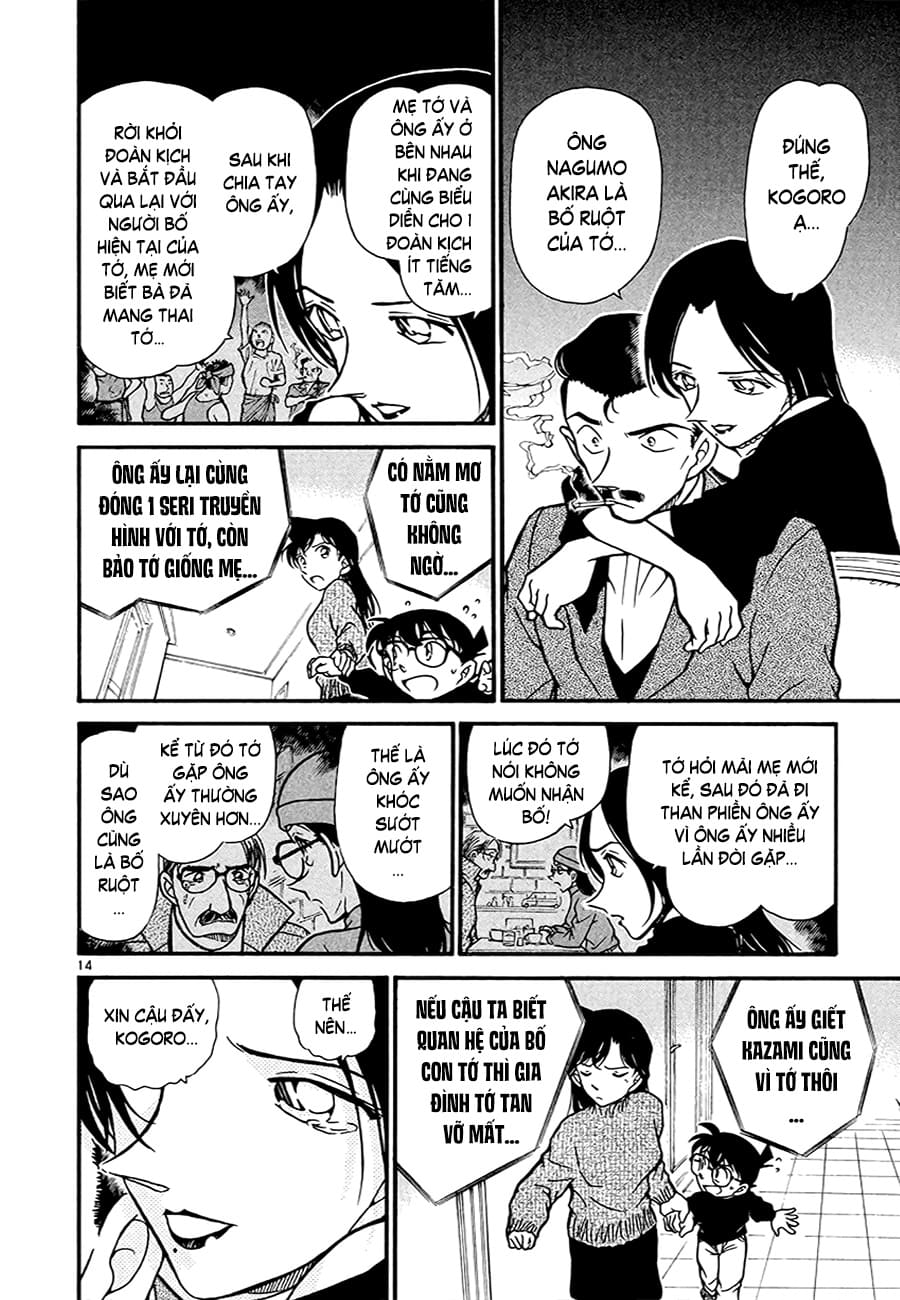 ĐÚNG
THẾ,
KOGORO
Ạ...
ÔNG
NAGUMO
AKIRA LÀ
BỐ RUỘT
CỦA TỚ...
MẸ TỚ VÀ
ÔNG ẤY Ở
BÊN NHAU
KHI ĐANG
CÙNG BIỂU
DIỄN CHO 1
ĐOÀN KỊCH
ÍT TIẾNG
TĂM...
SAU KHI
CHIA TAY
ÔNG ẤY,
RỜI KHỎI
ĐOÀN KỊCH
VÀ BẮT ĐẦU
QUA LẠI VỚI
NGƯỜI BỐ
HIỆN TẠI CỦA
TỚ, MẸ MỚI
BIẾT BÀ ĐÃ
MANG THAI
TỚ...
CÓ NẰM MƠ
TỚ CŨNG
KHÔNG
NGỜ...
ÔNG ẤY LẠI CÙNG
ĐÓNG 1 SERI TRUYỀN
HÌNH VỚI TỚ, CÒN
BẢO TỚ GIỐNG MẸ...
TỚ HỎI MÃI MẸ MỚI
KỂ, SAU ĐÓ ĐÃ ĐI
THAN PHIỀN ÔNG ẤY
VÌ ÔNG ẤY NHIỀU
LẦN ĐÒI GẶP...
LÚC ĐÓ TỚ
NÓI KHÔNG
MUỐN NHẬN
BỐ!
THẾ LÀ
ÔNG ẤY
KHÓC
SƯỚT
MƯỚT
KỂ TỪ ĐÓ TỚ
GẶP ÔNG
ẤY THƯỜNG
XUYÊN HƠN...
DÙ
SAO
ÔNG
CŨNG
LÀ BỐ
RUỘT
...
14
ÔNG ẤY GIẾT
KAZAMI CŨNG
VÌ TỚ THÔI
...
NẾU CẬU TA BIẾT
QUAN HỆ CỦA BỐ
CON TỚ THÌ GIA
ĐÌNH TỚ TAN
VỠ MẤT...
THẾ
NÊN...
XIN CẬU ĐẤY,
KOGORO...